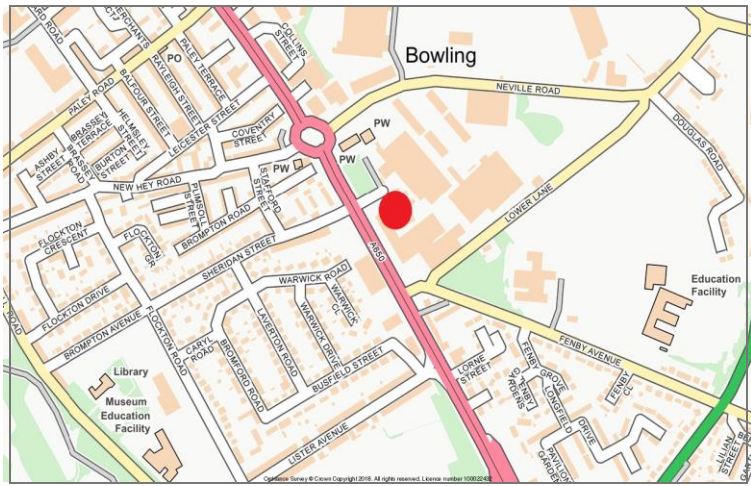 MERCHANTS
COLLINS
STREET
PALEY TERRACE
RAYLEIGH STREET
BALFOUR STREET
PO
PALEY ROAD
Bowling
NEVILLE ROAD
DOUGLAS ROAD
LEICESTER STREET
COVENTRY
STREET
HELMSLEY
STREET
BRASSEY
TERRACE
BRASSEY
ROAD
BURTON
STREET
ASHBY
STREET
PW
PW
PW
NEW HEY ROAD
PLIMSOLL
STREET
STAFFORD
STREET
BROMPTON ROAD
LOWER LANE
FLOCKTON
CRESCENT
FLOCKTON
GR
SHERIDAN STREET
A650
WARWICK ROAD
WARWICK
CL
WARWICK DRIVE
LAVERTON ROAD
BROMFORD ROAD
CARYL
ROAD
FLOCKTON DRIVE
BROMPTON AVENUE
FLOCKTON ROAD
BUSFIELD STREET
LISTER AVENUE
LORNE
STREET
FENBY AVENUE
FENBY GROVE
FENBY
GARDENS
LONGFIELD
DRIVE
FENBY
CL
PAVILION
GARDENS
LILIAN
STREET
Education
Facility
Library
Museum
Education
Facility
Ordnance Survey © Crown Copyright 2018. All rights reserved. Licence number 100022432